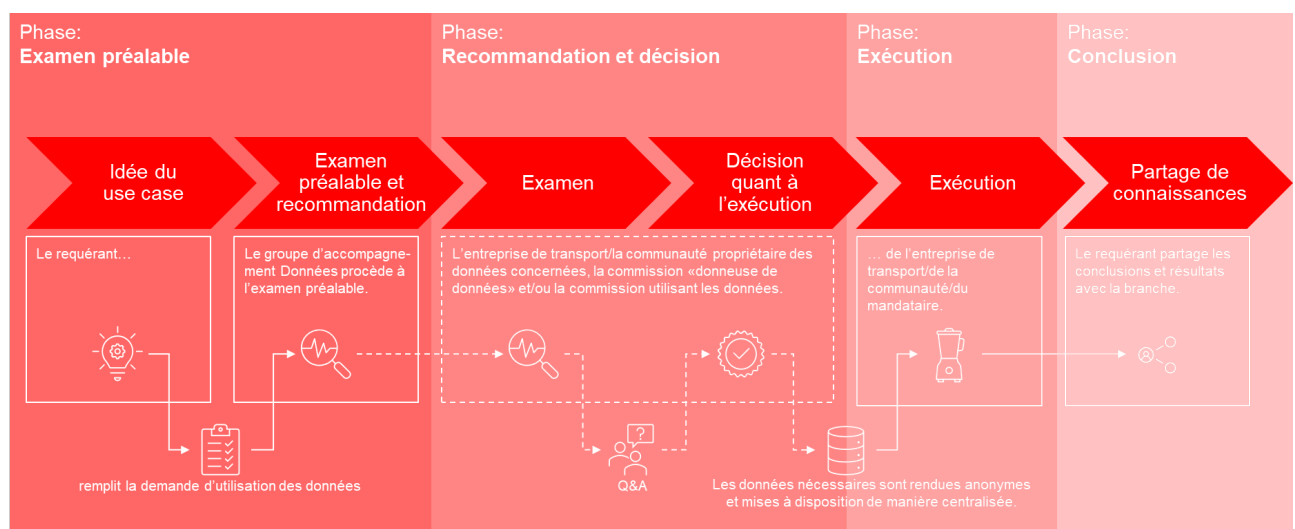 Phase:
Examen préalable
Phase:
Recommandation et décision
Phase:
Exécution
Phase:
Conclusion
Idée du
use case
Examen
préalable et
recommandation
Examen
Décision
quant à
l'exécution
Exécution
Partage de
connaissances
Le requérant…
Le groupe d'accompagne-
ment Données procède à
l'examen préalable.
L'entreprise de transport/la communauté propriétaire des
données concernées, la commission «donneuse de
données» et/ou la commission utilisant les données.
… de l'entreprise de
transport/de la
communauté/du
mandataire.
Le requérant partage les
conclusions et résultats
avec la branche.
remplit la demande d'utilisation des données
?
Q&A
Les données nécessaires sont rendues anonymes
et mises à disposition de manière centralisée.